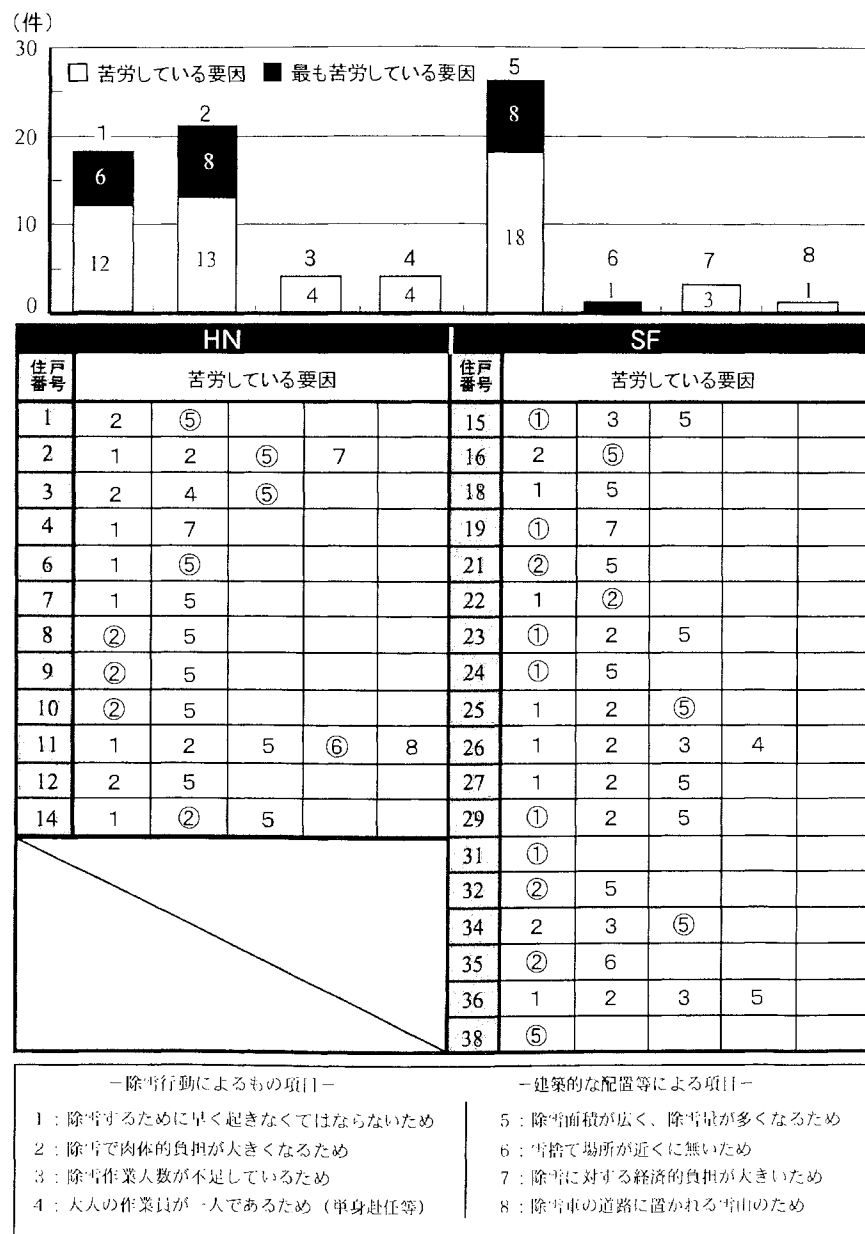 (件)
30
□ 苦労している要因 ■ 最も苦労している要因
5
8
18
2
8
13
1
6
12
20
10
0
3
4
4
4
6
1
7
3
8
1
HN SF
住戸番号 苦労している要因 住戸番号 苦労している要因
1 2 ⑤ 15 ① 3 5
2 1 2 ⑤ 7 16 2 ⑤
3 2 4 ⑤ 18 1 5
4 1 7 19 ① 7
6 1 ⑤ 21 ② 5
7 1 5 22 1 ②
8 ② 5 23 ① 2 5
9 ② 5 24 ① 5
10 ② 5 25 1 2 ⑤
11 1 2 5 ⑥ 8 26 1 2 3 4
12 2 5 27 1 2 5
14 1 ② 5 29 ① 2 5
31 ①
32 ② 5
34 2 3 ⑤
35 ② 6
36 1 2 3 5
38 ⑤
－除雪行動によるもの項目－
1：除雪するために早く起きなくてはならないため
2：除雪で肉体的負担が大きくなるため
3：除雪作業人数が不足しているため
4：大人の作業員が一人であるため（単身赴任等）
－建築的な配置等による項目－
5：除雪面積が広く、除雪量が多くなるため
6：雪捨て場所が近くに無いため
7：除雪に対する経済的負担が大きいため
8：除雪車の道路に置かれる雪山のため